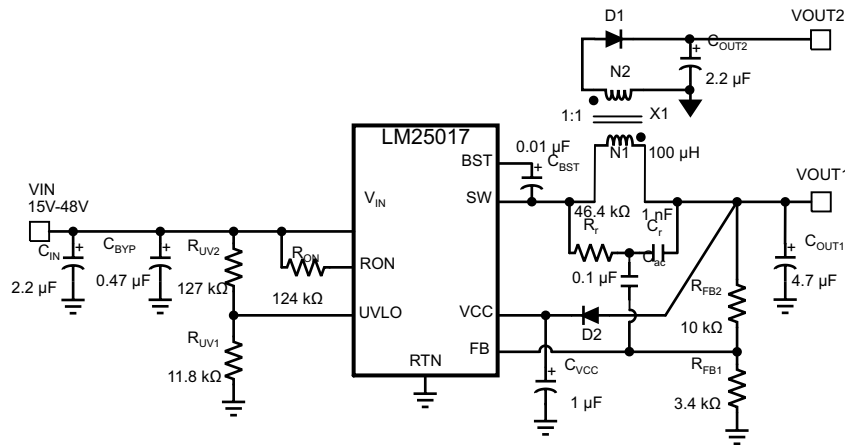 D1
VOUT2
COUT2
+
2.2 µF
N2
1:1
X1
LM25017
0.01 µF
+
BST
CBST
N1
100 µH
VIN
15V-48V
VIN
SW
VOUT1
46.4 kΩ
1 nF
Rr
Cr
CIN
+
CBYP
+
RUV2
RON
RON
Cac
+
COUT1
2.2 µF
0.47 µF
127 kΩ
124 kΩ
0.1 µF
RFB2
4.7 µF
UVLO
VCC
D2
10 kΩ
RUV1
FB
RTN
CVCC
+
RFB1
11.8 kΩ
1 µF
3.4 kΩ